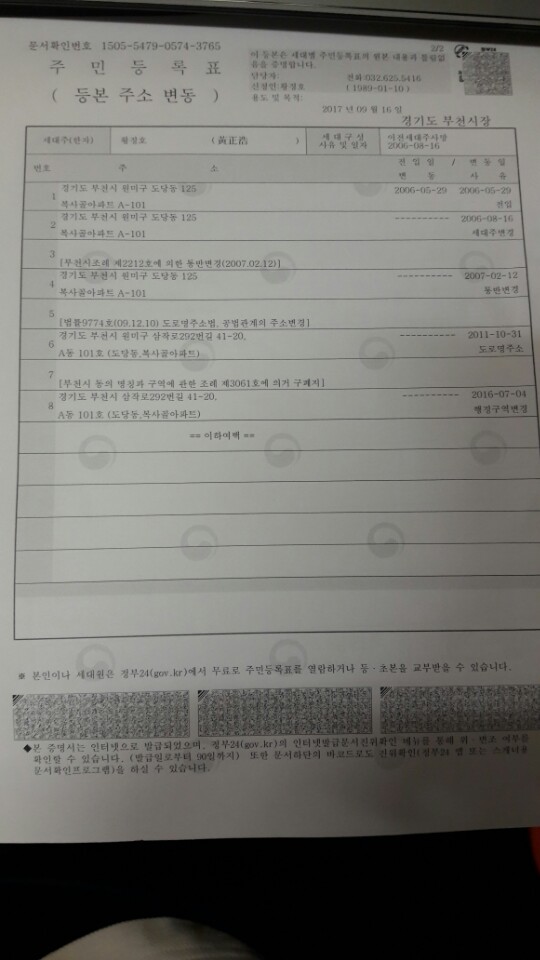 문서확인번호 1505-5479-0574-3765
2/2
주 민 등 록 표
( 등본 주소 변동 )
이 등본은 세대별 주민등록표의 원본 내용과 틀림없
음을 증명합니다.
담당자: 전화:032.625.5416
신청인:황정호 (1989-01-10)
용도 및 목적:
2017 년 09 월 16 일
경기도 부천시장
세대주(한자) 황정호 (黃正浩) 세 대 구 성 사유 및 일자 이전세대주사망 2006-08-16
번호 주 소 전 입 일 / 변 동 일
변 동 사 유
1 경기도 부천시 원미구 도당동 125 2006-05-29 2006-05-29
복사골아파트 A-101 전입
2 경기도 부천시 원미구 도당동 125 ---------- 2006-08-16
복사골아파트 A-101 세대주변경
3
[부천시조례 제2212호에 의한 통반변경(2007.02.12)]
4 경기도 부천시 원미구 도당동 125 ---------- 2007-02-12
복사골아파트 A-101 통반변경
5
[법률9774호(09.12.10) 도로명주소법, 공법관계의 주소변경]
6 경기도 부천시 원미구 삼작로292번길 41-20, ---------- 2011-10-31
A동 101호 (도당동,복사골아파트) 도로명주소
7
[부천시 동의 명칭과 구역에 관한 조례 제3061호에 의거 구폐지]
8 경기도 부천시 삼작로292번길 41-20, ---------- 2016-07-04
A동 101호 (도당동,복사골아파트) 행정구역변경
== 이하여백 ==
※ 본인이나 세대원은 정부24(gov.kr)에서 무료로 주민등록표를 열람하거나 등·초본을 교부받을 수 있습니다.
◆본 증명서는 인터넷으로 발급되었으며, 정부24(gov.kr)의 인터넷발급문서진위확인 메뉴를 통해 위·변조 여부를
확인할 수 있습니다. (발급일로부터 90일까지) 또한 문서하단의 바코드로도 진위확인(정부24 앱 또는 스캐너용
문서확인프로그램)을 하실 수 있습니다.